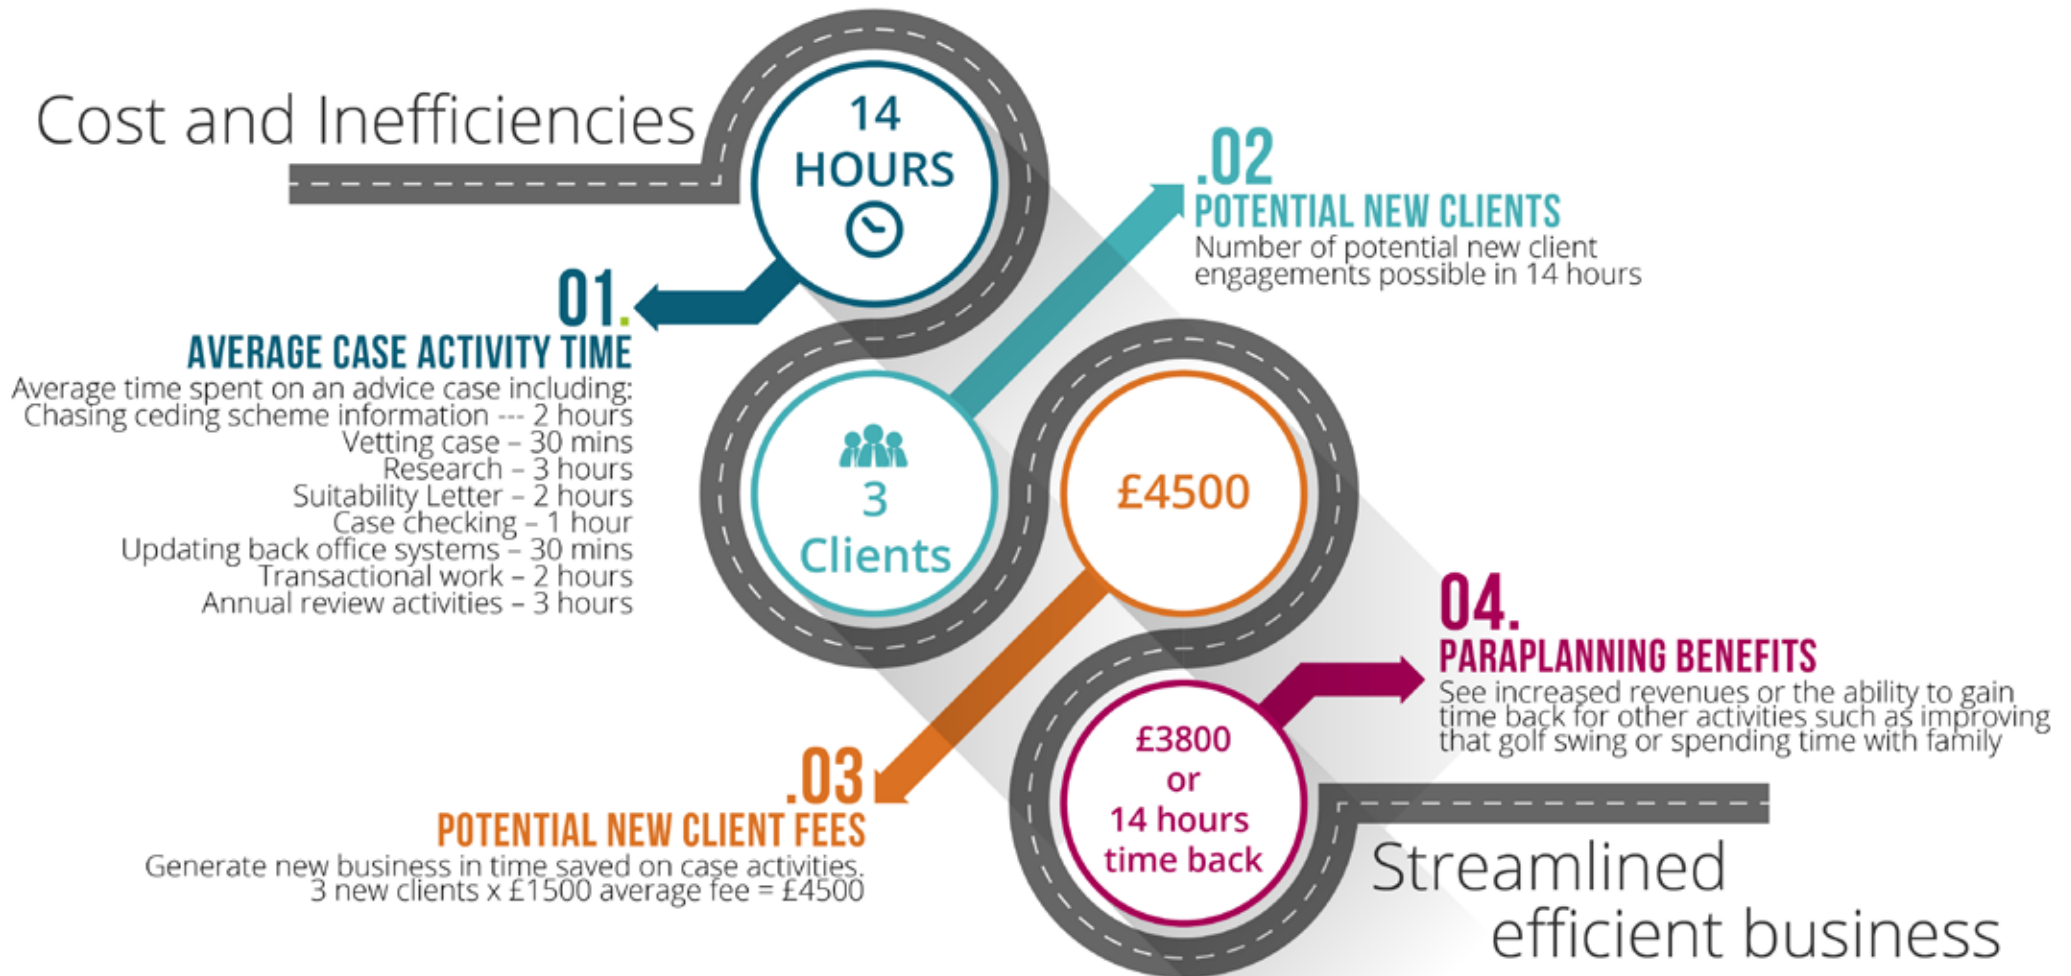 Cost and Inefficiencies
14
HOURS
01.
AVERAGE CASE ACTIVITY TIME
Average time spent on an advice case including:
Chasing ceding scheme information --- 2 hours
Vetting case – 30 mins
Research – 3 hours
Suitability Letter – 2 hours
Case checking – 1 hour
Updating back office systems – 30 mins
Transactional work – 2 hours
Annual review activities – 3 hours
.02
POTENTIAL NEW CLIENTS
Number of potential new client
engagements possible in 14 hours
3
Clients
£4500
.03
POTENTIAL NEW CLIENT FEES
Generate new business in time saved on case activities.
3 new clients x £1500 average fee = £4500
04.
PARAPLANNING BENEFITS
See increased revenues or the ability to gain
time back for other activities such as improving
that golf swing or spending time with family
£3800
or
14 hours
time back
Streamlined
efficient business